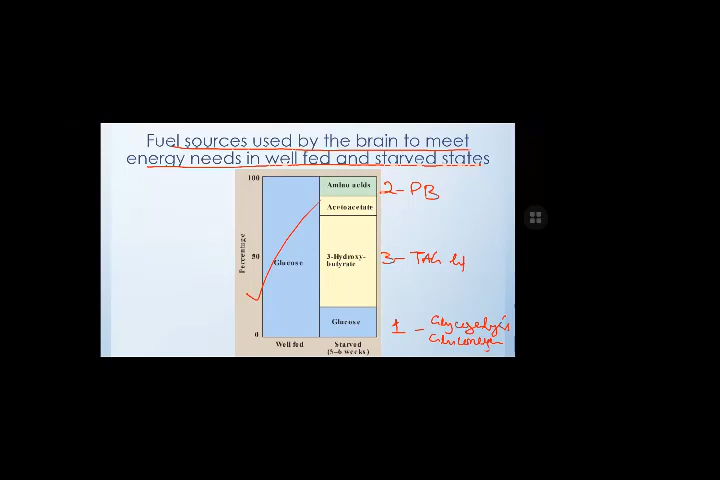 Fuel sources used by the brain to meet
energy needs in well fed and starved states
100
Amino acids
2- PB
Acetoacetate
Percentage
50
Glucose
3-Hydroxy-
butyrate
3- TAG
Glucose
1 -
0
Well fed
Starved
(5-6 weeks)